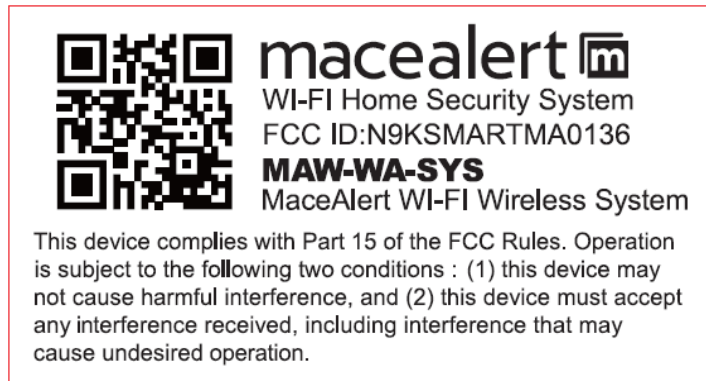 macealert m
WI-FI Home Security System
FCC ID:N9KSMARTMA0136
MAW-WA-SYS
MaceAlert WI-FI Wireless System
This device complies with Part 15 of the FCC Rules. Operation
is subject to the following two conditions : (1) this device may
not cause harmful interference, and (2) this device must accept
any interference received, including interference that may
cause undesired operation.